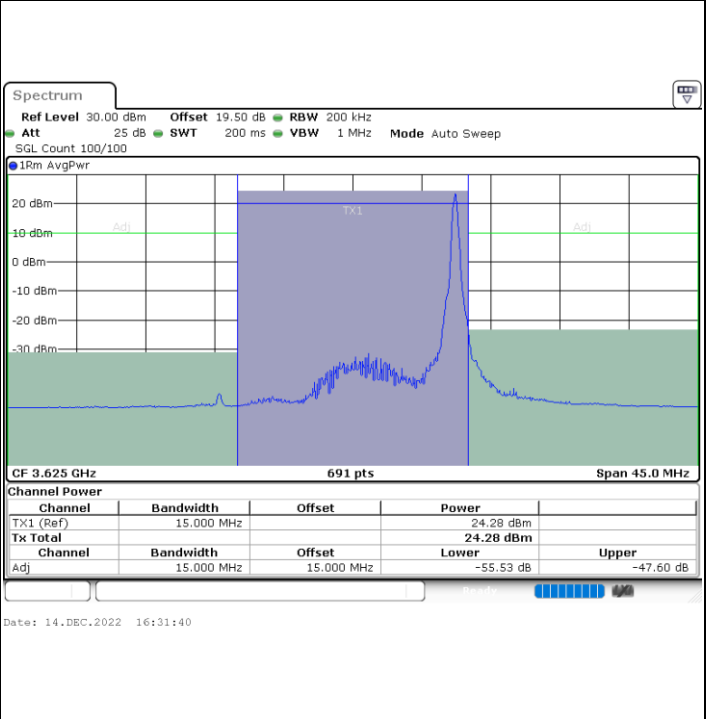 Spectrum
Ref Level 30.00 dBm Offset 19.50 dB RBW 200 kHz
Att 25 dB SWT 200 ms VBW 1 MHz Mode Auto Sweep
SGL Count 100/100
1Rm AvgPwr
20 dBm
TX1
Adj
Adj
10 dBm
0 dBm
-10 dBm
-20 dBm
-30 dBm
CF 3.625 GHz 691 pts Span 45.0 MHz
Channel Power
Channel Bandwidth Offset Power
TX1 (Ref) 15.000 MHz 24.28 dBm
Tx Total 24.28 dBm
Channel Bandwidth Offset Lower Upper
Adj 15.000 MHz 15.000 MHz -55.53 dB -47.60 dB
Ready
Date: 14.DEC.2022 16:31:40